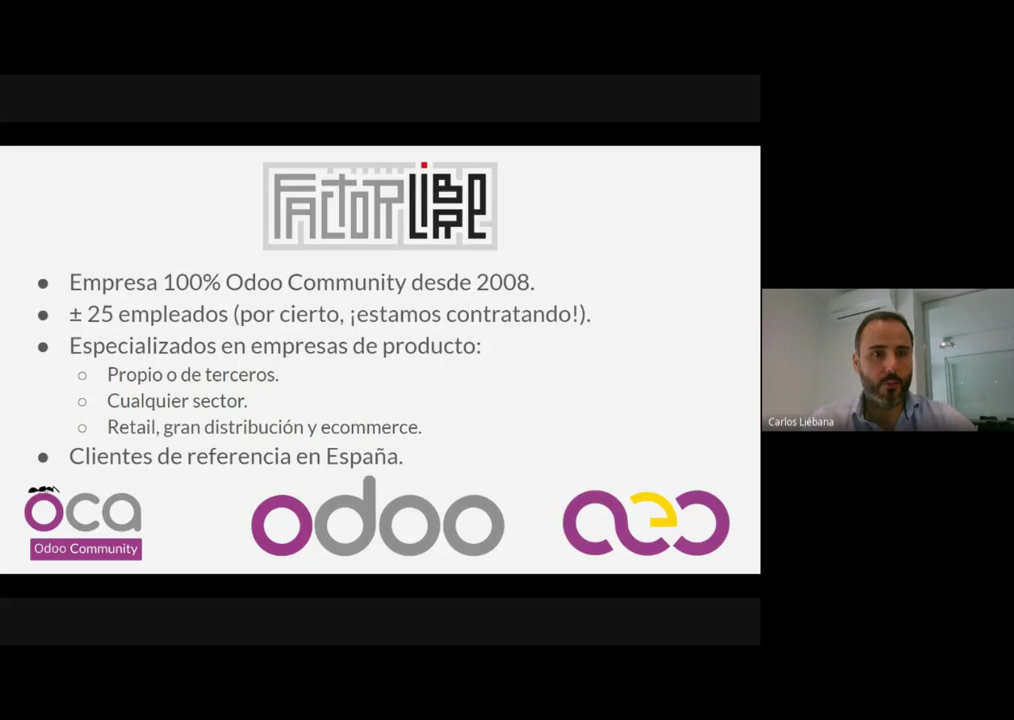 FACTOR LIBRE
● Empresa 100% Odoo Community desde 2008.
● ± 25 empleados (por cierto, ¡estamos contratando!).
● Especializados en empresas de producto:
○ Propio o de terceros.
○ Cualquier sector.
○ Retail, gran distribución y ecommerce.
● Clientes de referencia en España.
oca
Odoo Community
odoo
aeo
Carlos Liébana